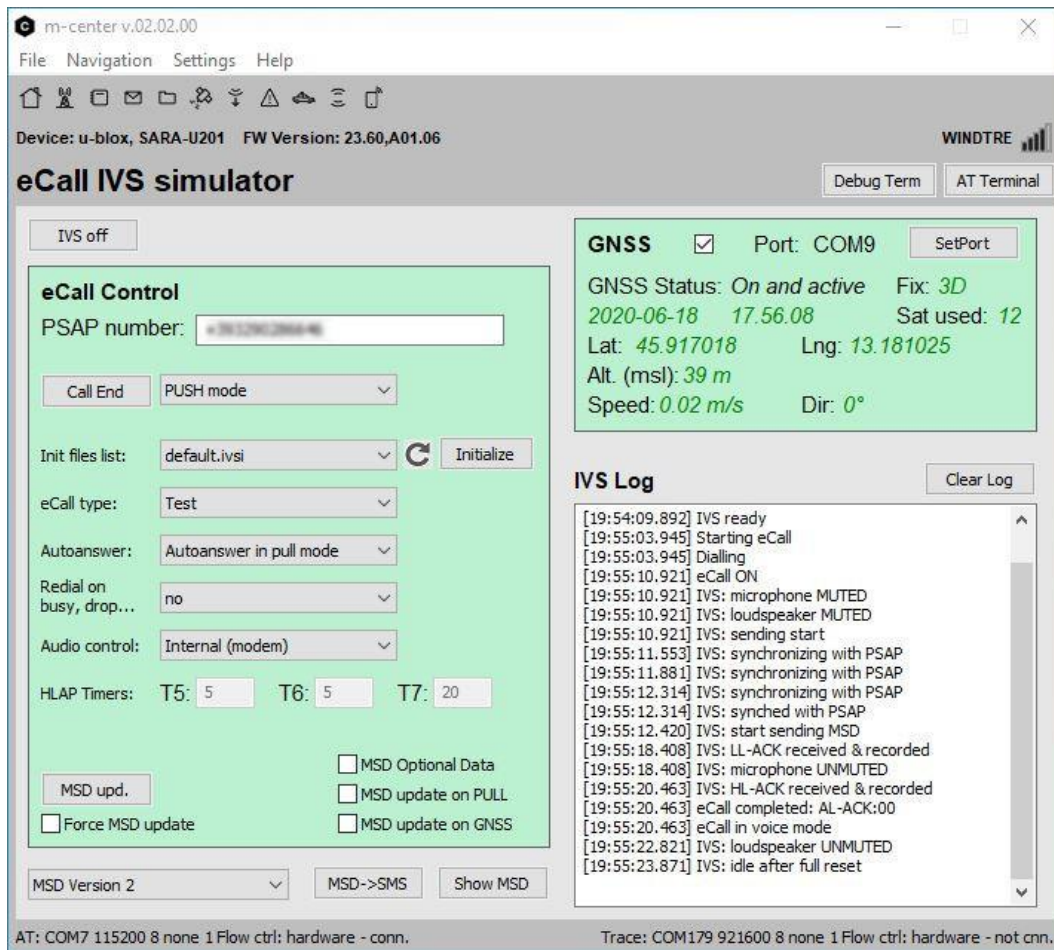 m-center v.02.02.00
File Navigation Settings Help
Device: u-blox, SARA-U201 FW Version: 23.60,A01.06
WINDTRE
eCall IVS simulator
Debug Term
AT Terminal
IVS off
eCall Control
PSAP number:
Call End
PUSH mode
Init files list:
default.ivsi
Initialize
eCall type:
Test
Autoanswer:
Autoanswer in pull mode
Redial on
busy, drop...
no
Audio control:
Internal (modem)
HLAP Timers: T5: 5 T6: 5 T7: 20
MSD upd.
Force MSD update
MSD Optional Data
MSD update on PULL
MSD update on GNSS
MSD Version 2
MSD->SMS
Show MSD
GNSS Port: COM9 SetPort
GNSS Status: On and active Fix: 3D
2020-06-18 17.56.08 Sat used: 12
Lat: 45.917018 Lng: 13.181025
Alt. (msl): 39 m
Speed: 0.02 m/s Dir: 0°
IVS Log
Clear Log
[19:54:09.892] IVS ready
[19:55:03.945] Starting eCall
[19:55:03.945] Dialling
[19:55:10.921] eCall ON
[19:55:10.921] IVS: microphone MUTED
[19:55:10.921] IVS: loudspeaker MUTED
[19:55:10.921] IVS: sending start
[19:55:11.553] IVS: synchronizing with PSAP
[19:55:11.881] IVS: synchronizing with PSAP
[19:55:12.314] IVS: synchronizing with PSAP
[19:55:12.314] IVS: synched with PSAP
[19:55:12.420] IVS: start sending MSD
[19:55:18.408] IVS: LL-ACK received & recorded
[19:55:18.408] IVS: microphone UNMUTED
[19:55:20.463] IVS: HL-ACK received & recorded
[19:55:20.463] eCall completed: AL-ACK:00
[19:55:20.463] eCall in voice mode
[19:55:22.821] IVS: loudspeaker UNMUTED
[19:55:23.871] IVS: idle after full reset
AT: COM7 115200 8 none 1 Flow ctrl: hardware - conn.
Trace: COM179 921600 8 none 1 Flow ctrl: hardware - not cnn.